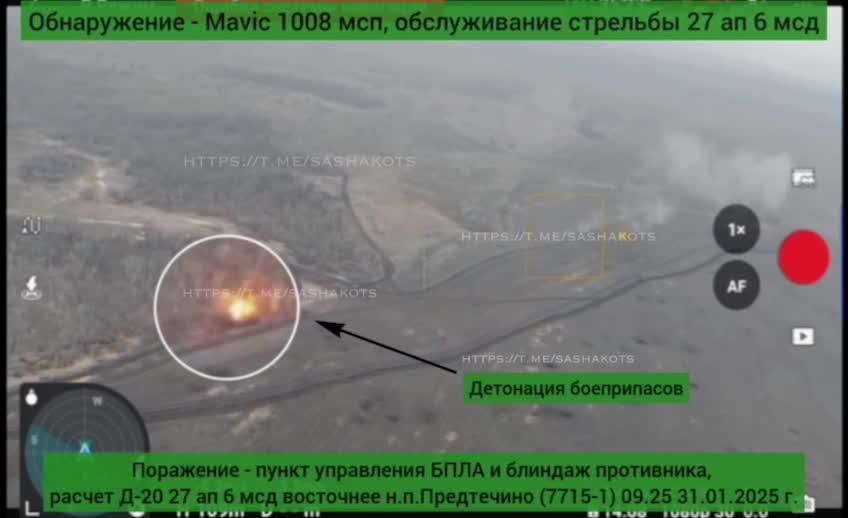 Обнаружение - Mavic 1008 мсп, обслуживание стрельбы 27 ап 6 мсд
HTTPS://T.ME/SASHAKOTS
HTTPS://T.ME/SASHAKOTS
K
1×
HTTPS://T.ME/SASHAKOTS
AF
HTTPS://T.ME/SASHAKOTS
Детонация боеприпасов
W
S
Поражение - пункт управления БПЛА и блиндаж противника,
расчет Д-20 27 ап 6 мсд восточнее н.п.Предтечино (7715-1) 09.25 31.01.2025 г.